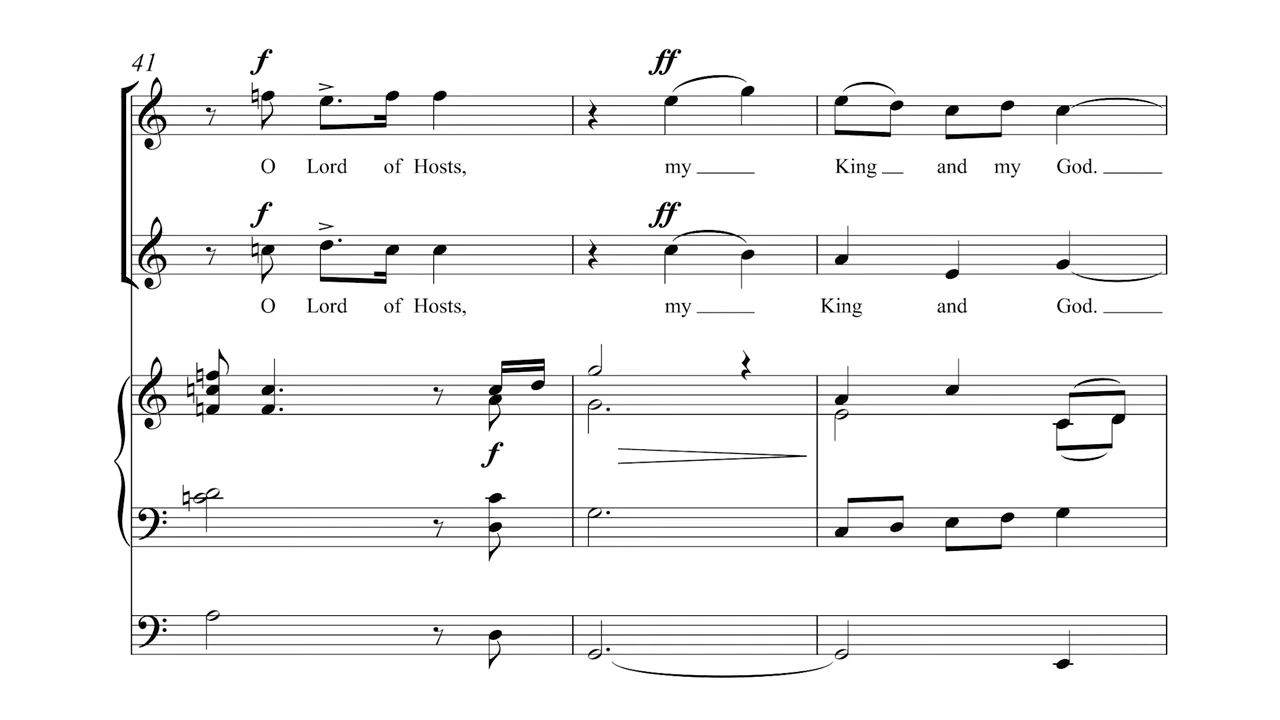 41
f ff
O Lord of Hosts, my King and my God.
f ff
O Lord of Hosts, my King and God.
f